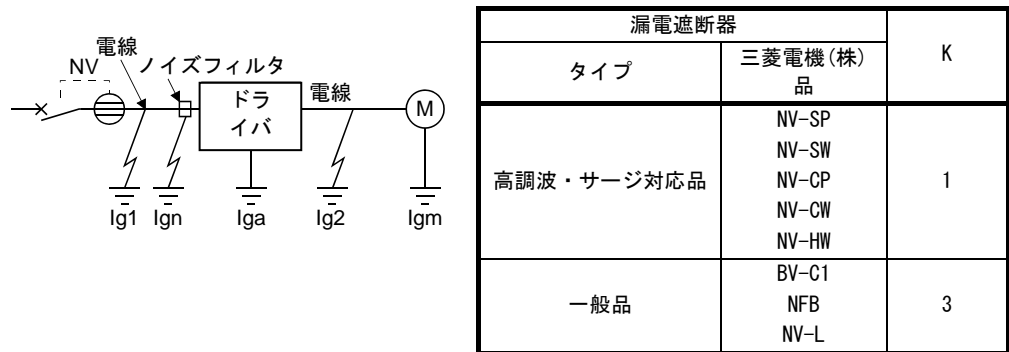 電線
NV
ノイズフィルタ
ドラ
イバ
電線
M
Ig1
Ign
Iga
Ig2
Igm
漏電遮断器
K
タイプ
三菱電機(株)
品
高調波・サージ対応品
NV-SP
NV-SW
NV-CP
NV-CW
NV-HW
1
一般品
BV-C1
NFB
NV-L
3